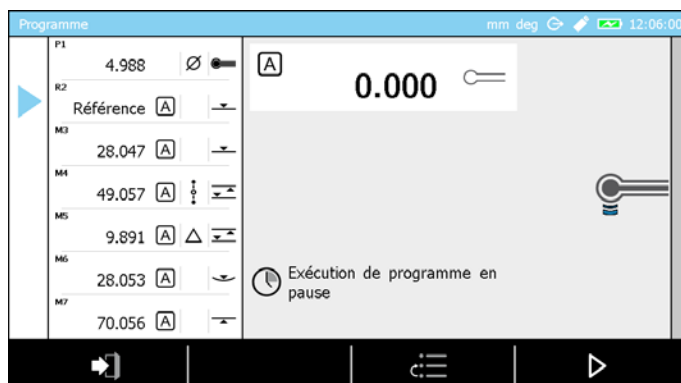 Programme mm deg 12:06:00
P1
4.988 Ø
R2
Référence A
M3
28.047 A
M4
49.057 A
M5
9.891 A
M6
28.053 A
M7
70.056 A
A
0.000
Exécution de programme en
pause